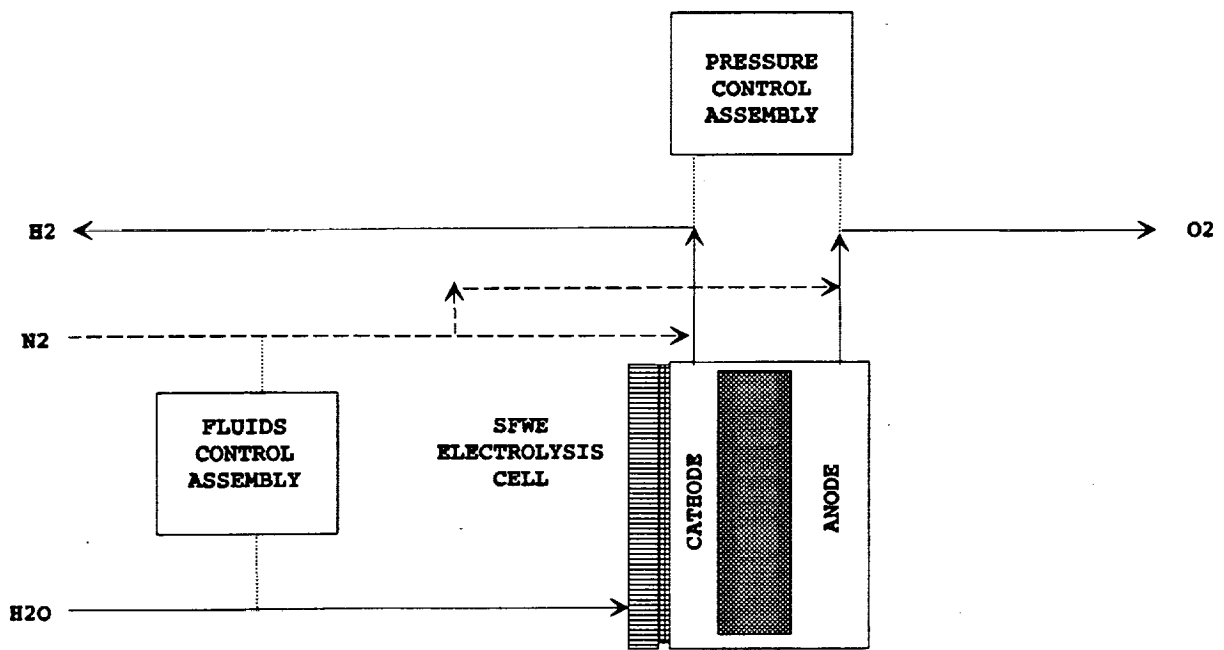 PRESSURE
CONTROL
ASSEMBLY
H2
O2
N2
FLUIDS
CONTROL
ASSEMBLY
SFWE
ELECTROLYSIS
CELL
CATHODE
ANODE
H2O